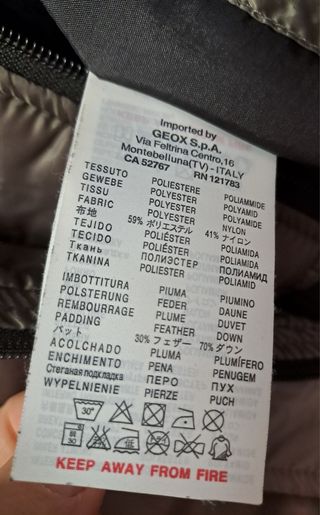 Imported by
GEOX S.p.A.
Via Feltrina Centro,16
Montebelluna(TV) - ITALY
CA 52767 RN 121783
TESSUTO POLIESTERE POLIAMMIDE
GEWEBE POLYESTER POLYAMID
TISSU POLYESTER POLYAMIDE
FABRIC POLYESTER NYLON
布地 59% ポリエステル 41% ナイロン
TEJIDO POLIÉSTER POLIAMIDA
TECIDO POLIÉSTER POLIAMIDA
Ткань ПОЛИЭСТЕР ПОЛИАМИД
TKANINA POLIESTER POLIAMID
IMBOTTITURA PIUMA PIUMINO
POLSTERUNG FEDER DAUNE
REMBOURRAGE PLUME DUVET
PADDING FEATHER DOWN
パット 30% フェザー 70% ダウン
ACOLCHADO PLUMA PLUMÍFERO
ENCHIMENTO PENA PENUGEM
Стеганая подкладка ПЕРО ПУХ
WYPEŁNIENIE PIERZE PUCH
30°
KEEP AWAY FROM FIRE